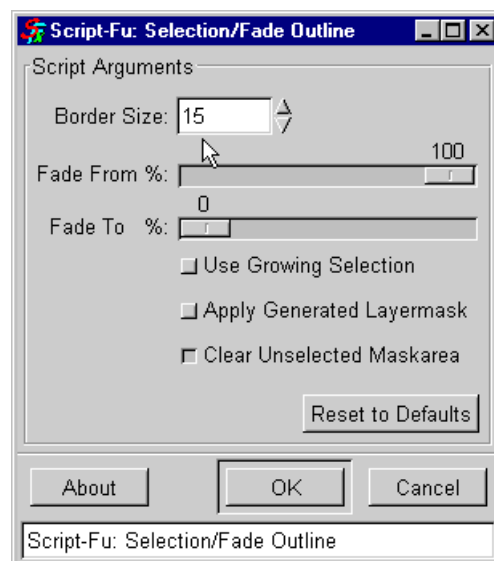 Script-Fu: Selection/Fade Outline
Script Arguments
Border Size: 15
100
Fade From %:
0
Fade To %:
Use Growing Selection
Apply Generated Layermask
Clear Unselected Maskarea
Reset to Defaults
About OK Cancel
Script-Fu: Selection/Fade Outline